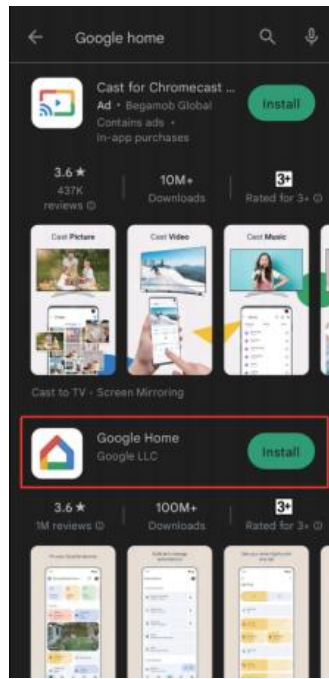 Google home
Cast for Chromecast ...
Ad • Begamob Global
Contains ads •
In-app purchases
Install
3.6★
437K
reviews
10M+
Downloads
3+
Rated for 3+
Cast Picture
Cast Video
Cast Music
Cast to TV - Screen Mirroring
Google Home
Google LLC
Install
3.6★
1M reviews
100M+
Downloads
3+
Rated for 3+